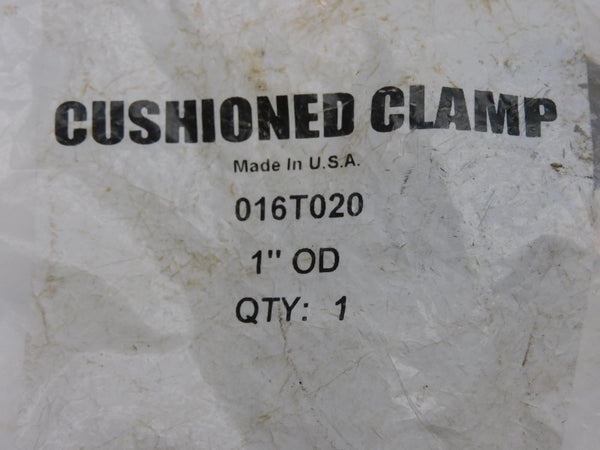 CUSHIONED CLAMP
Made In U.S.A.
016T020
1" OD
QTY: 1